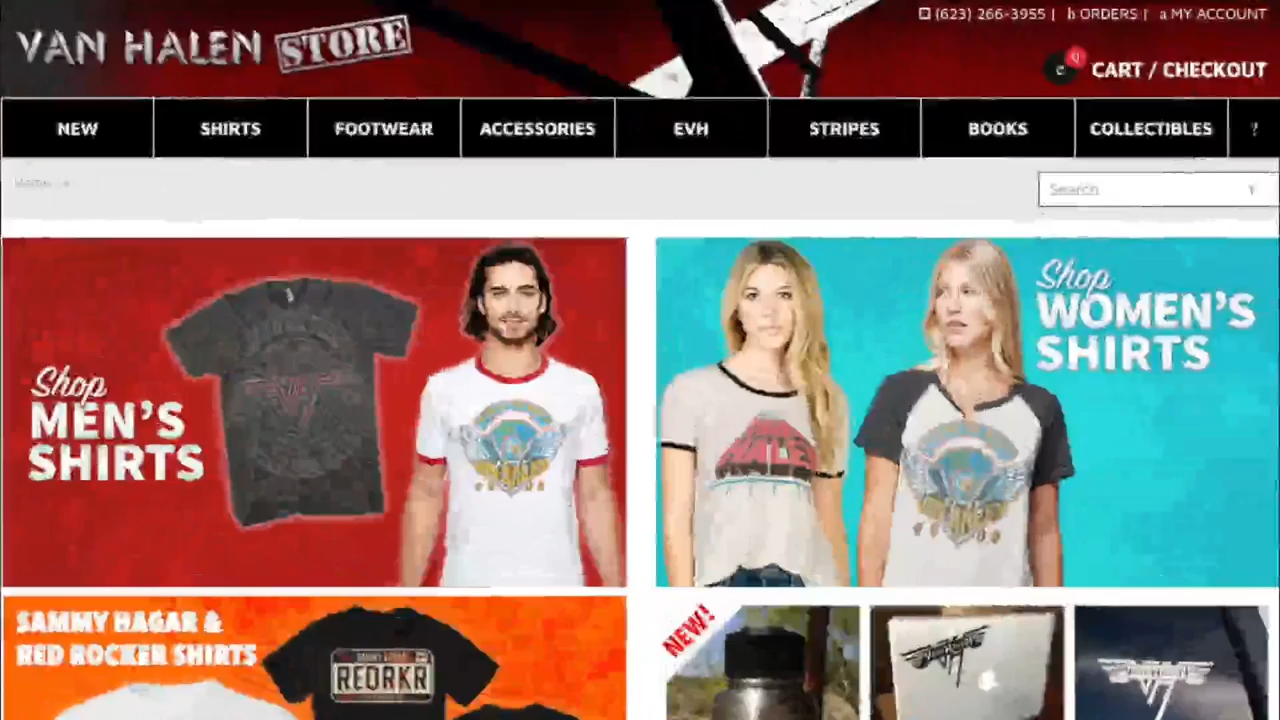 VAN HALEN STORE
(623) 266-3955 | h ORDERS | a MY ACCOUNT
CART / CHECKOUT
NEW SHIRTS FOOTWEAR ACCESSORIES EVH STRIPES BOOKS COLLECTIBLES ?
Home
Search
Shop
MEN'S
SHIRTS
Shop
WOMEN'S
SHIRTS
SAMMY HAGAR &
RED ROCKER SHIRTS
REDRKR
NEW!